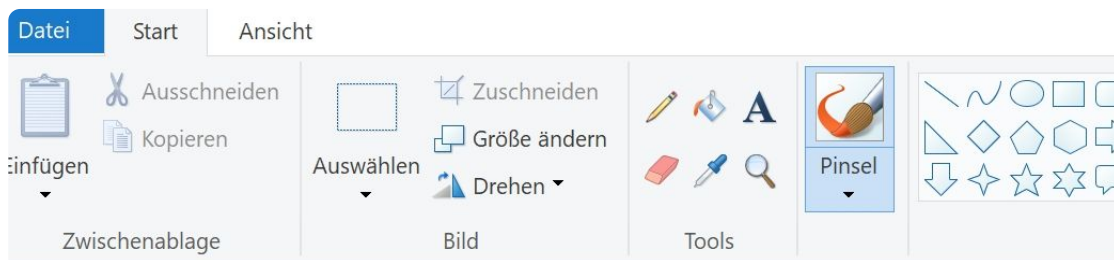 Datei Start Ansicht
Ausschneiden
Kopieren
Einfügen
Zwischenablage
Auswählen
Zuschneiden
Größe ändern
Drehen
Bild
A
Tools
Pinsel